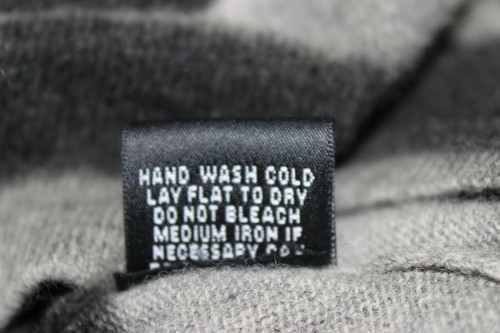 HAND WASH COLD
LAY FLAT TO DRY
DO NOT BLEACH
MEDIUM IRON IF
NECESSARY